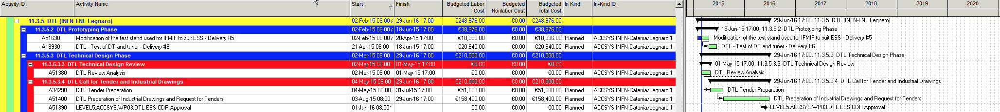 Activity ID Activity Name Start Finish Budgeted Labor Cost Budgeted Nonlabor Cost Budgeted Total Cost In Kind In-Kind ID 2015 2016 2017 2018 2019 2020
11.3.5 DTL (INFN-LNL Legnaro) 02-Feb-15 08:00 A 29-Jun-16 17:00 €248,976.00 €0.00 €248,976.00 29-Jun-16 17:00, 11.3.5 DTL (INFN-LNL Legnaro)
11.3.5.2 DTL Prototyping Phase 02-Feb-15 08:00 A 18-Jun-15 17:00 €38,976.00 €0.00 €38,976.00 18-Jun-15 17:00, 11.3.5.2 DTL Prototyping Phase
A51630 Modification of the test stand used for IFMIF to suit ESS - Delivery #5 02-Feb-15 08:00 A 20-Apr-15 17:00 €18,336.00 €0.00 €18,336.00 Planned ACCSYS.INFN-Catania/Legnaro.1 Modification of the test stand used for IFMIF to suit ESS - Delivery #5
A18930 DTL - Test of DT and tuner - Delivery #6 21-Apr-15 08:00 18-Jun-15 17:00 €20,640.00 €0.00 €20,640.00 Planned ACCSYS.INFN-Catania/Legnaro.1 DTL - Test of DT and tuner - Delivery #6
11.3.5.3 DTL Technical Design Phase 02-Mar-15 08:00 29-Jun-16 17:00 €210,000.00 €0.00 €210,000.00 29-Jun-16 17:00, 11.3.5.3 DTL Technical Design Phase
11.3.5.3.3 DTL Technical Design Review 02-Mar-15 08:00 01-May-15 17:00 €0.00 €0.00 €0.00 01-May-15 17:00, 11.3.5.3.3 DTL Technical Design Review
A51380 DTL Review Analysis 02-Mar-15 08:00 01-May-15 17:00 €0.00 €0.00 €0.00 Planned ACCSYS.INFN-Catania/Legnaro.1 DTL Review Analysis
11.3.5.3.4 DTL Call for Tender and Industrial Drawings 04-May-15 08:00 29-Jun-16 17:00 €210,000.00 €0.00 €210,000.00 29-Jun-16 17:00, 11.3.5.3.4 DTL Call for Tender and Industrial Drawings
A34290 DTL Tender Preparation 04-May-15 08:00 31-Jul-15 17:00 €51,600.00 €0.00 €51,600.00 Planned ACCSYS.INFN-Catania/Legnaro.1 DTL Tender Preparation
A51400 DTL Preparation of Industrial Drawings and Request for Tenders 03-Aug-15 08:00 29-Jun-16 17:00 €158,400.00 €0.00 €158,400.00 Planned ACCSYS.INFN-Catania/Legnaro.1 DTL Preparation of Industrial Drawings and Request for Tenders
A51390 LEVEL5.ACCSYS.WP03.DTL ESS CDR Approval 01-Jun-16 08:00* €0.00 €0.00 €0.00 Planned ACCSYS.INFN-Catania/Legnaro.1 LEVEL5.ACCSYS.WP03.DTL ESS CDR Approval